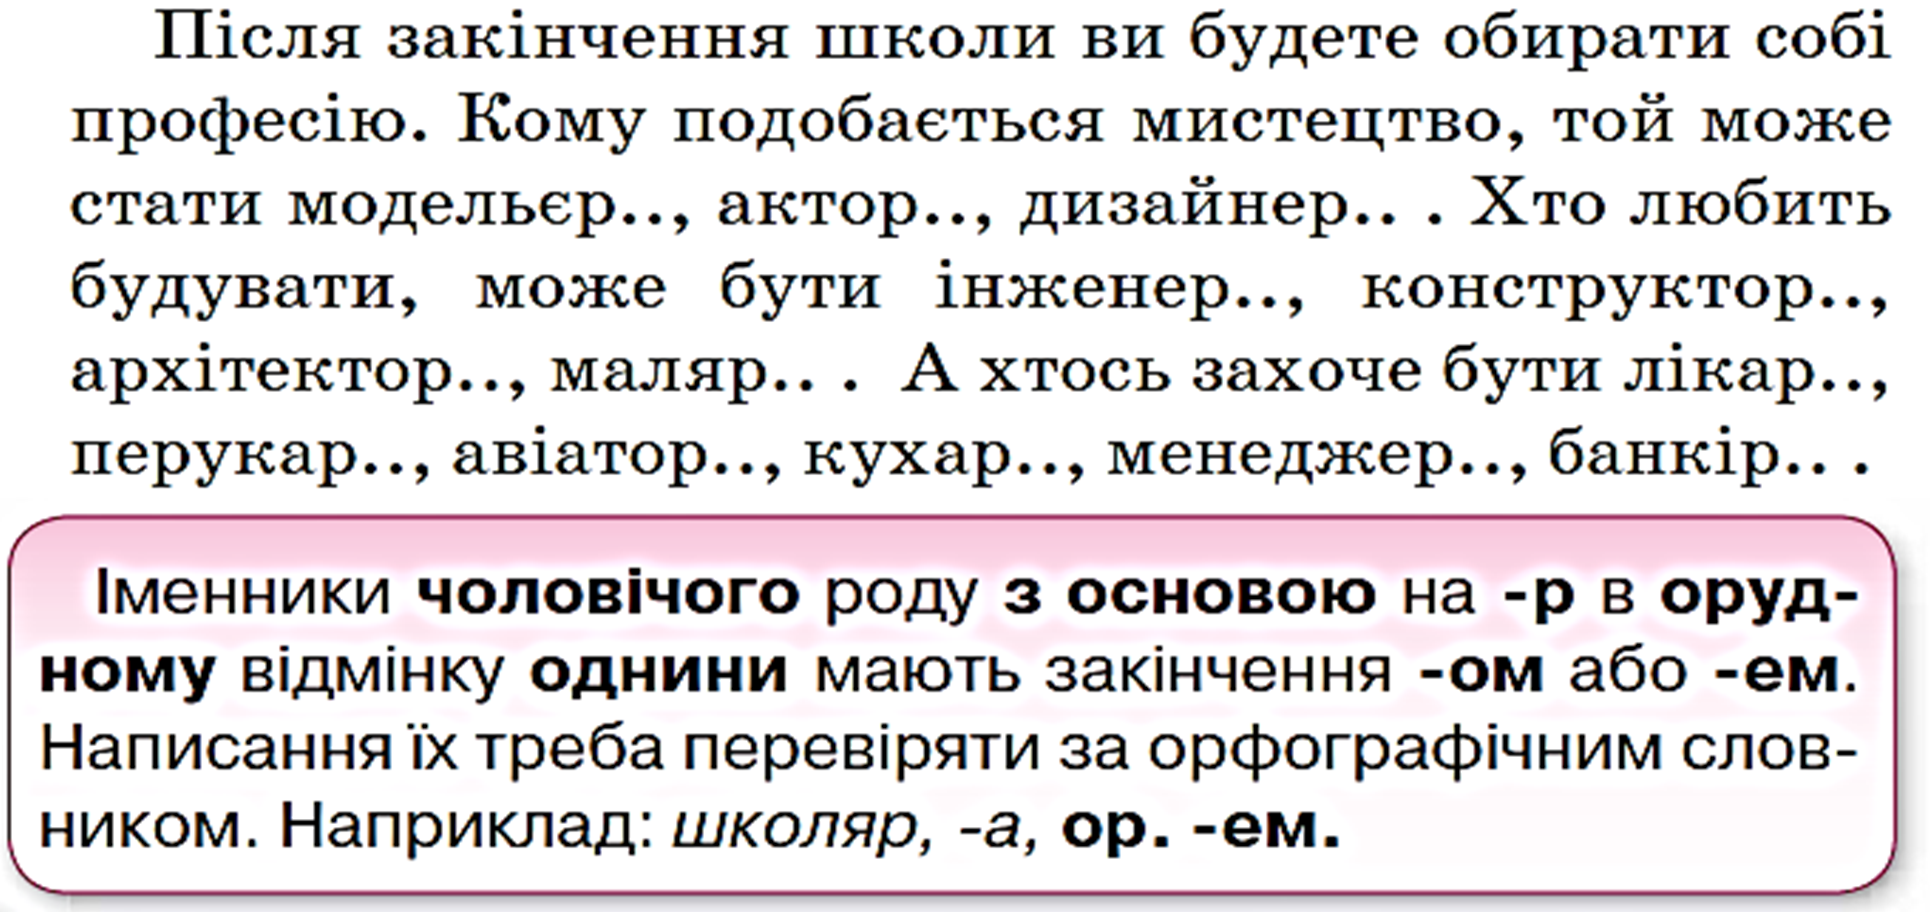 Після закінчення школи ви будете обирати собі
професію. Кому подобається мистецтво, той може
стати модельєр.., актор.., дизайнер.. . Хто любить
будувати, може бути інженер.., конструктор..,
архітектор.., маляр.. . А хтось захоче бути лікар..,
перукар.., авіатор.., кухар.., менеджер.., банкір.. .
Іменники чоловічого роду з основою на -р в оруд-
ному відмінку однини мають закінчення -ом або -ем.
Написання їх треба перевіряти за орфографічним слов-
ником. Наприклад: школяр, -а, ор. -ем.